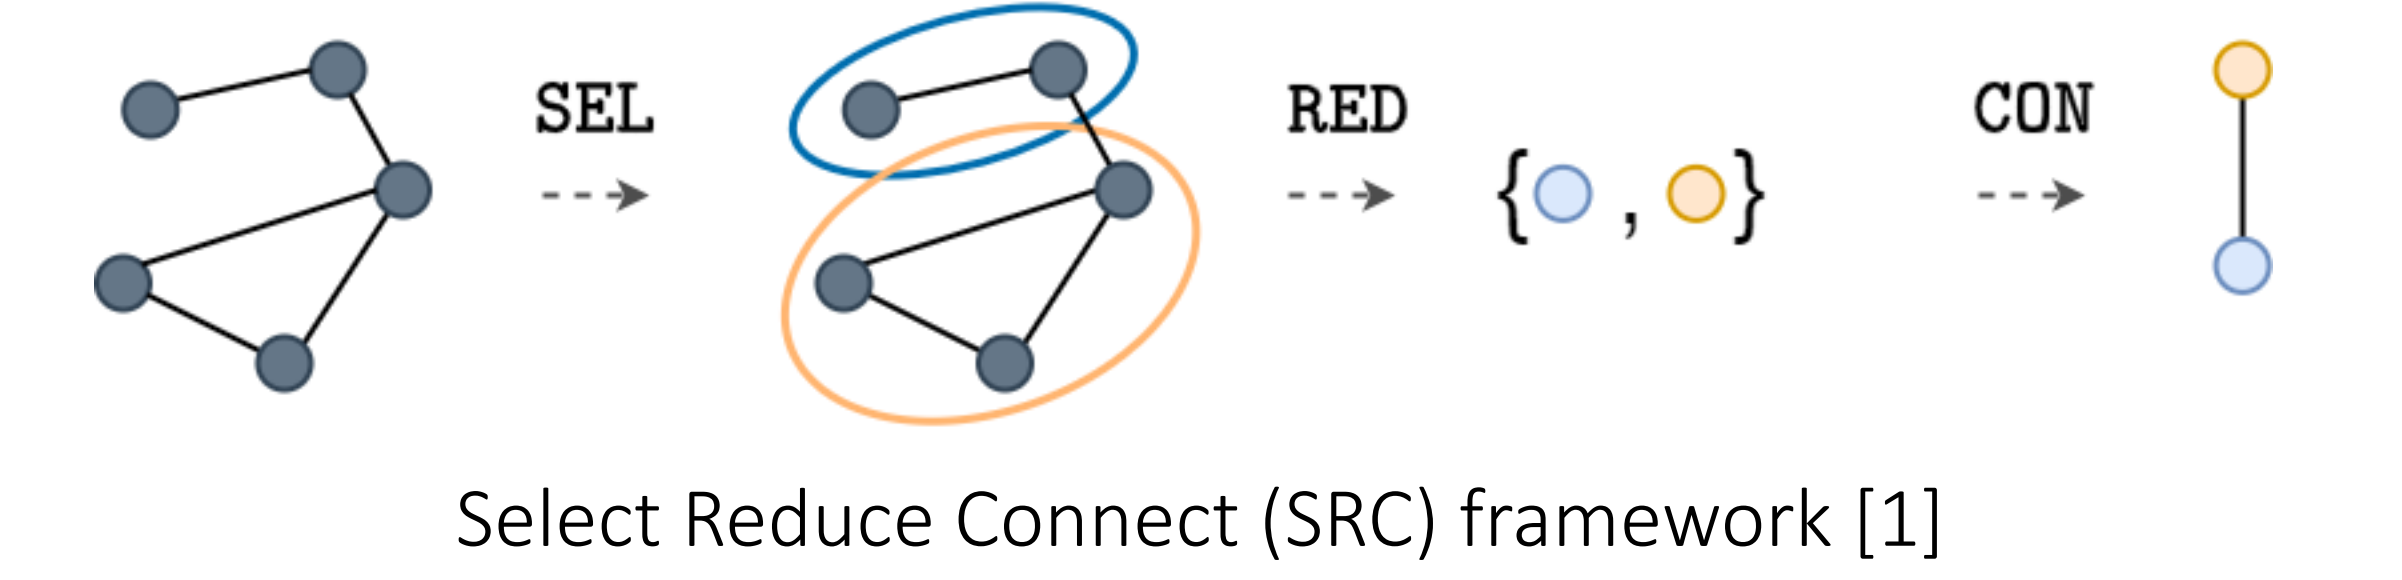 SEL
RED
{ , }
CON
Select Reduce Connect (SRC) framework [1]